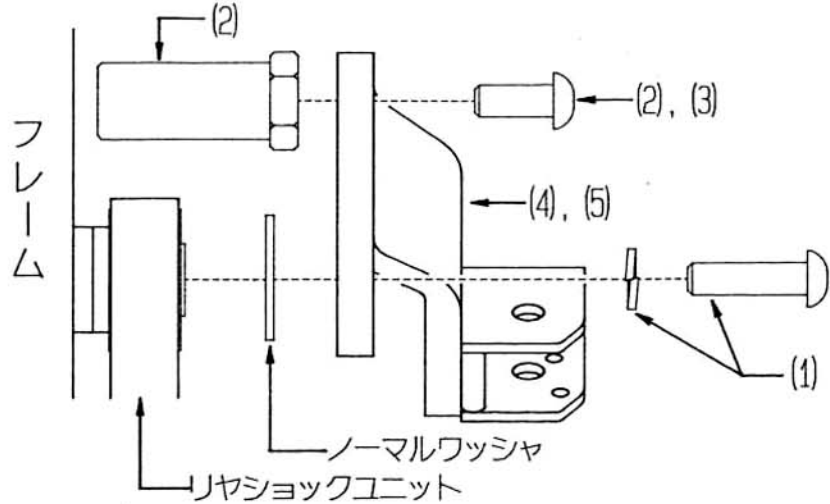 (2)
(2), (3)
フレーム
(4), (5)
(1)
ノーマルワッシャ
リヤショックユニット